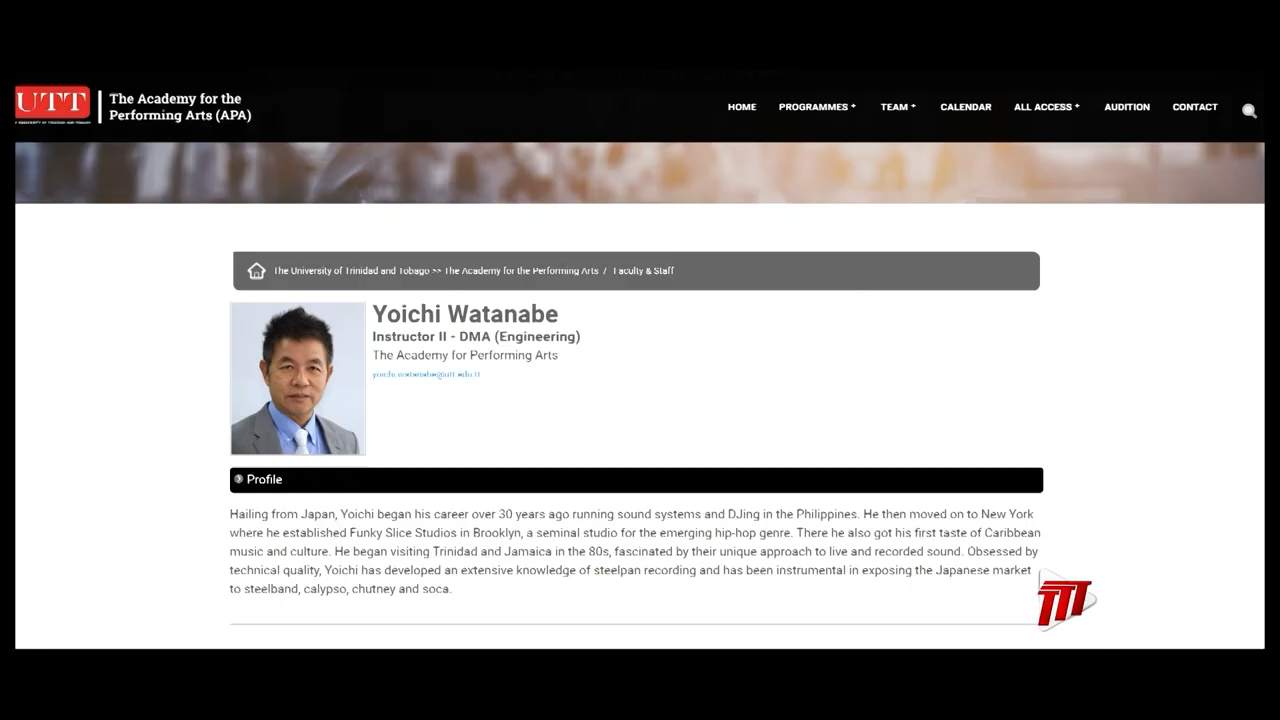 UTT
The Academy for the
Performing Arts (APA)
HOME PROGRAMMES + TEAM + CALENDAR ALL ACCESS + AUDITION CONTACT
The University of Trinidad and Tobago >> The Academy for the Performing Arts / Faculty & Staff
Yoichi Watanabe
Instructor II - DMA (Engineering)
The Academy for Performing Arts
yoichi.watanabe@utt.edu.tt
Profile
Hailing from Japan, Yoichi began his career over 30 years ago running sound systems and DJing in the Philippines. He then moved on to New York
where he established Funky Slice Studios in Brooklyn, a seminal studio for the emerging hip-hop genre. There he also got his first taste of Caribbean
music and culture. He began visiting Trinidad and Jamaica in the 80s, fascinated by their unique approach to live and recorded sound. Obsessed by
technical quality, Yoichi has developed an extensive knowledge of steelpan recording and has been instrumental in exposing the Japanese market
to steelband, calypso, chutney and soca.
TTT